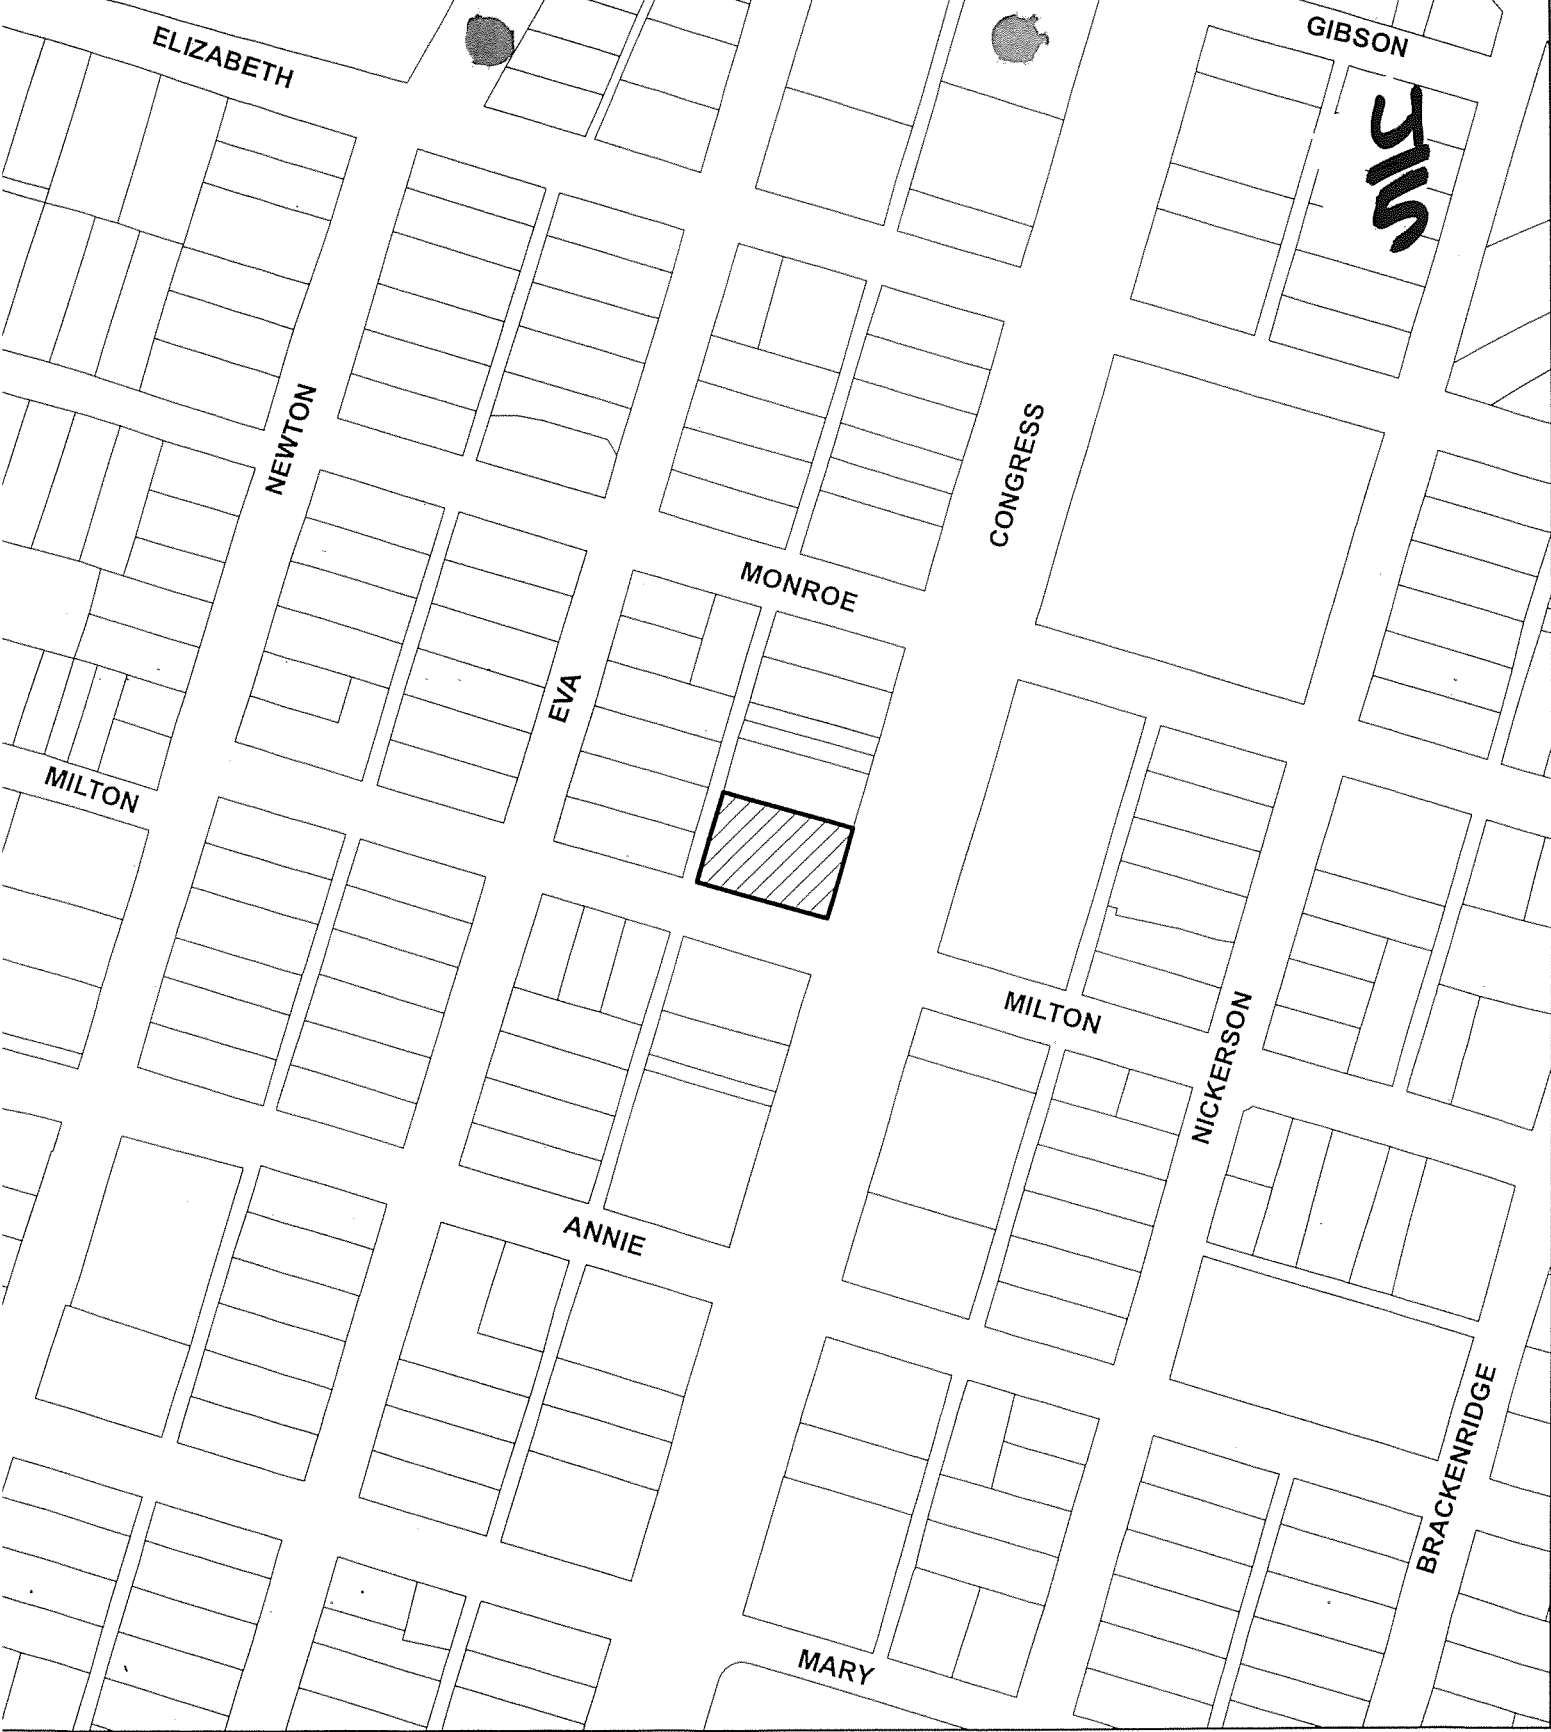 GIBSON
ELIZABETH
NEWTON
CONGRESS
MONROE
EVA
MILTON
MILTON
NICKERSON
ANNIE
BRACKENRIDGE
MARY